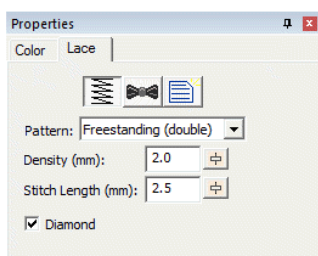 Properties
Color Lace
Pattern: Freestanding (double)
Density (mm): 2.0
Stitch Length (mm): 2.5
Diamond